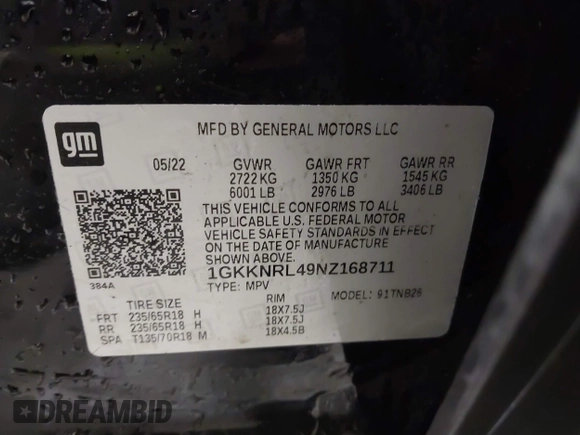 gm
MFD BY GENERAL MOTORS LLC
05/22 GVWR GAWR FRT GAWR RR
2722 KG 1350 KG 1545 KG
6001 LB 2976 LB 3406 LB
THIS VEHICLE CONFORMS TO ALL
APPLICABLE U.S. FEDERAL MOTOR
VEHICLE SAFETY STANDARDS IN EFFECT
ON THE DATE OF MANUFACTURE
SHOWN ABOVE.
384A 1GKKNRL49NZ168711
TYPE: MPV MODEL: 91TNB26
TIRE SIZE RIM
FRT 235/65R18 H 18X7.5J
RR 235/65R18 H 18X7.5J
SPA T135/70R18 M 18X4.5B
DREAMBID